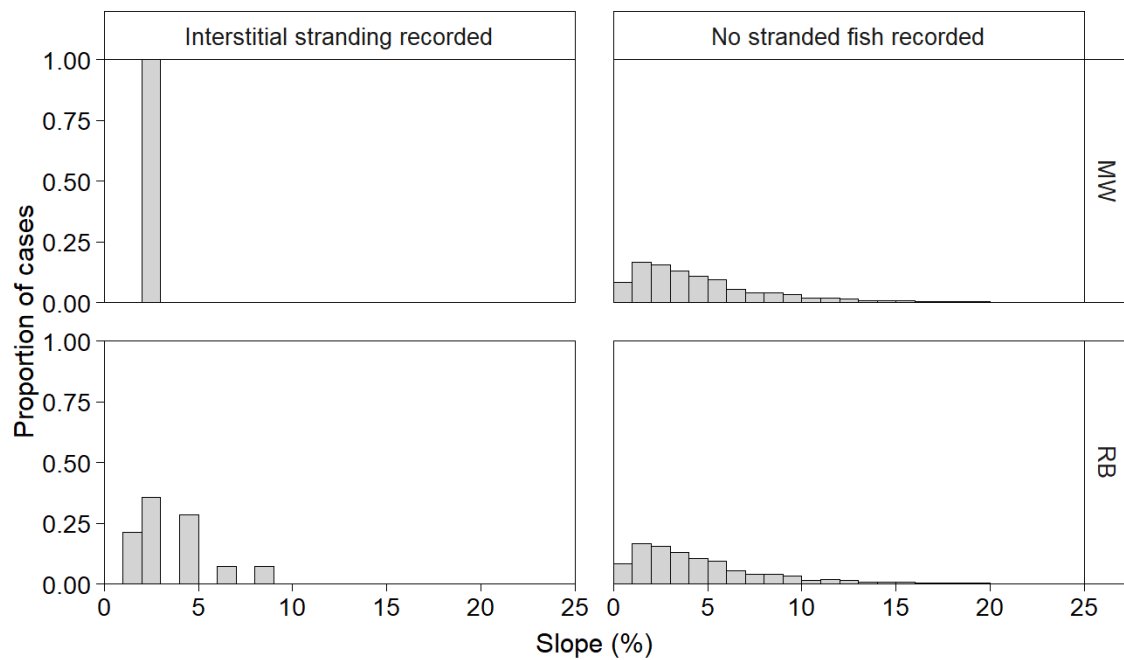 Interstitial stranding recorded
No stranded fish recorded
1.00
0.75
0.50
0.25
0.00
MW
Proportion of cases
1.00
0.75
0.50
0.25
0.00
RB
0 5 10 15 20 25
0 5 10 15 20 25
Slope (%)